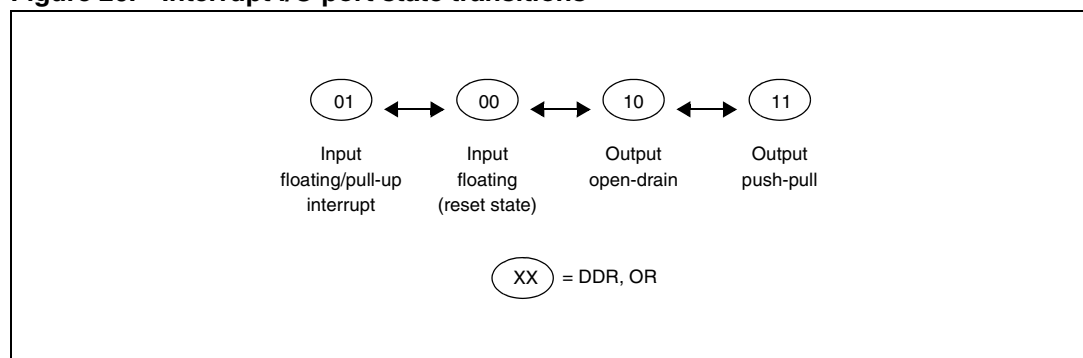 Figure Interrupt I/O port state transitions
01 00 10 11
Input Input Output Output
floating/pull-up floating open-drain push-pull
interrupt (reset state)
XX = DDR, OR